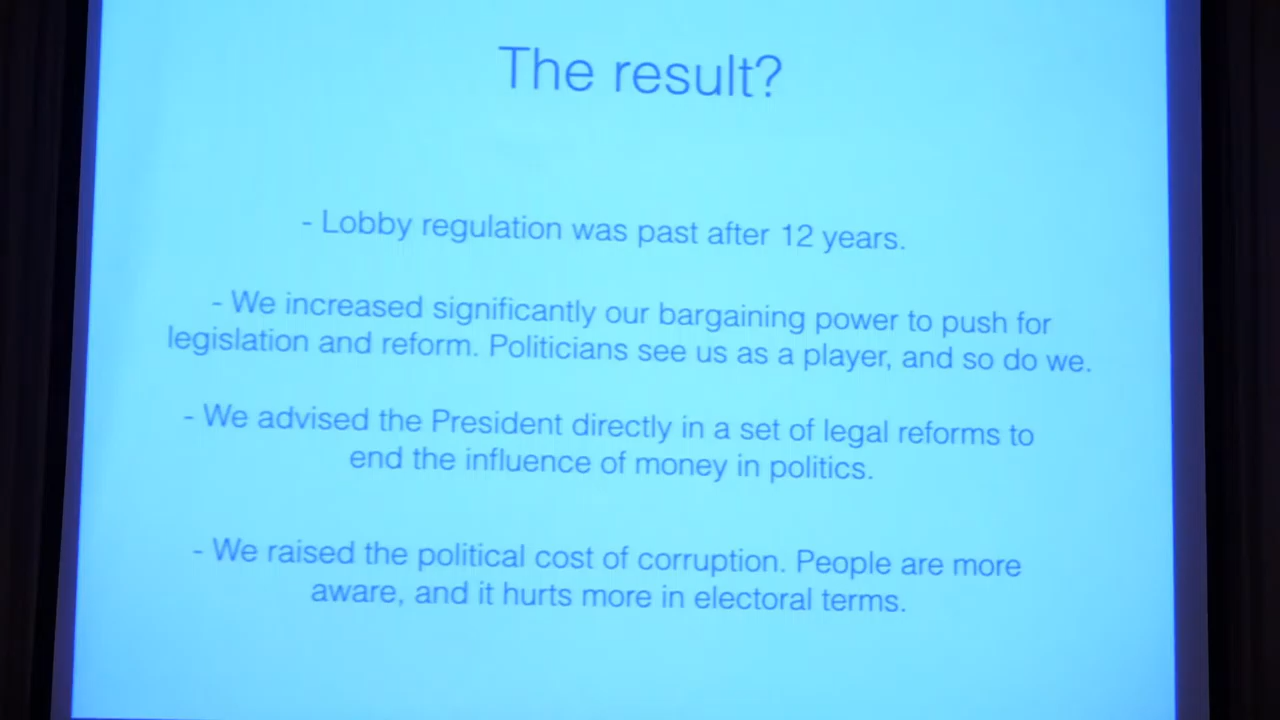 The result?
- Lobby regulation was past after 12 years.
- We increased significantly our bargaining power to push for
legislation and reform. Politicians see us as a player, and so do we.
- We advised the President directly in a set of legal reforms to
end the influence of money in politics.
- We raised the political cost of corruption. People are more
aware, and it hurts more in electoral terms.